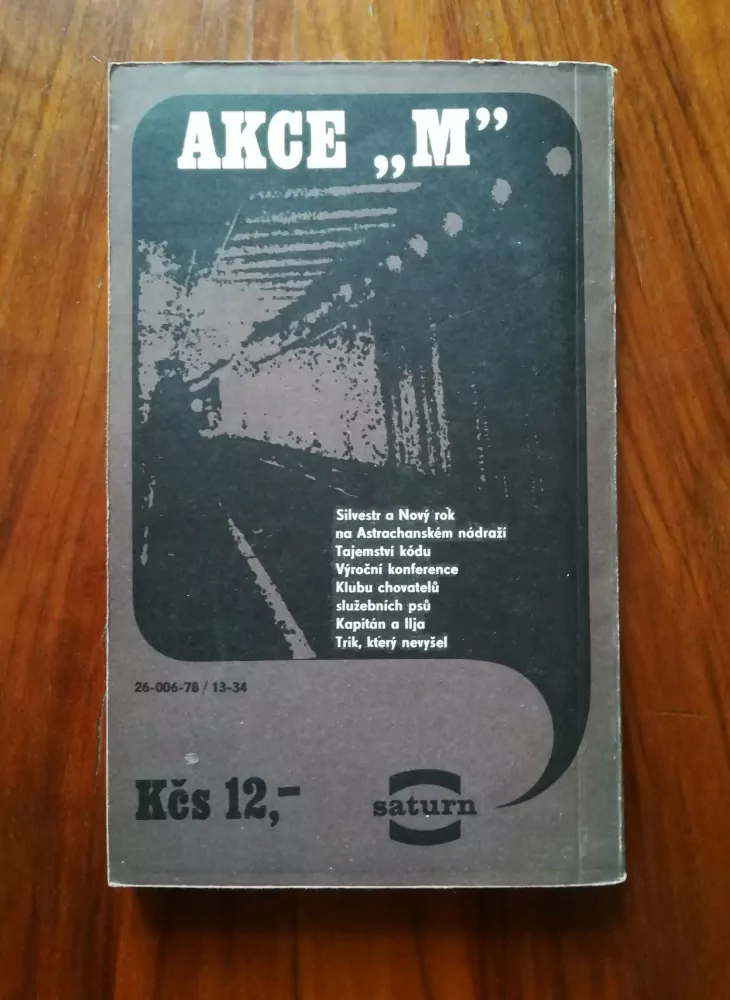 AKCE „M”
Silvestr a Nový rok
na Astrachanském nádraží
Tajemství kódu
Výroční konference
Klubu chovatelů
služebních psů
Kapitán a Ilja
Trik, který nevyšel
26-006-78 / 13-34
Kčs 12,-
saturn